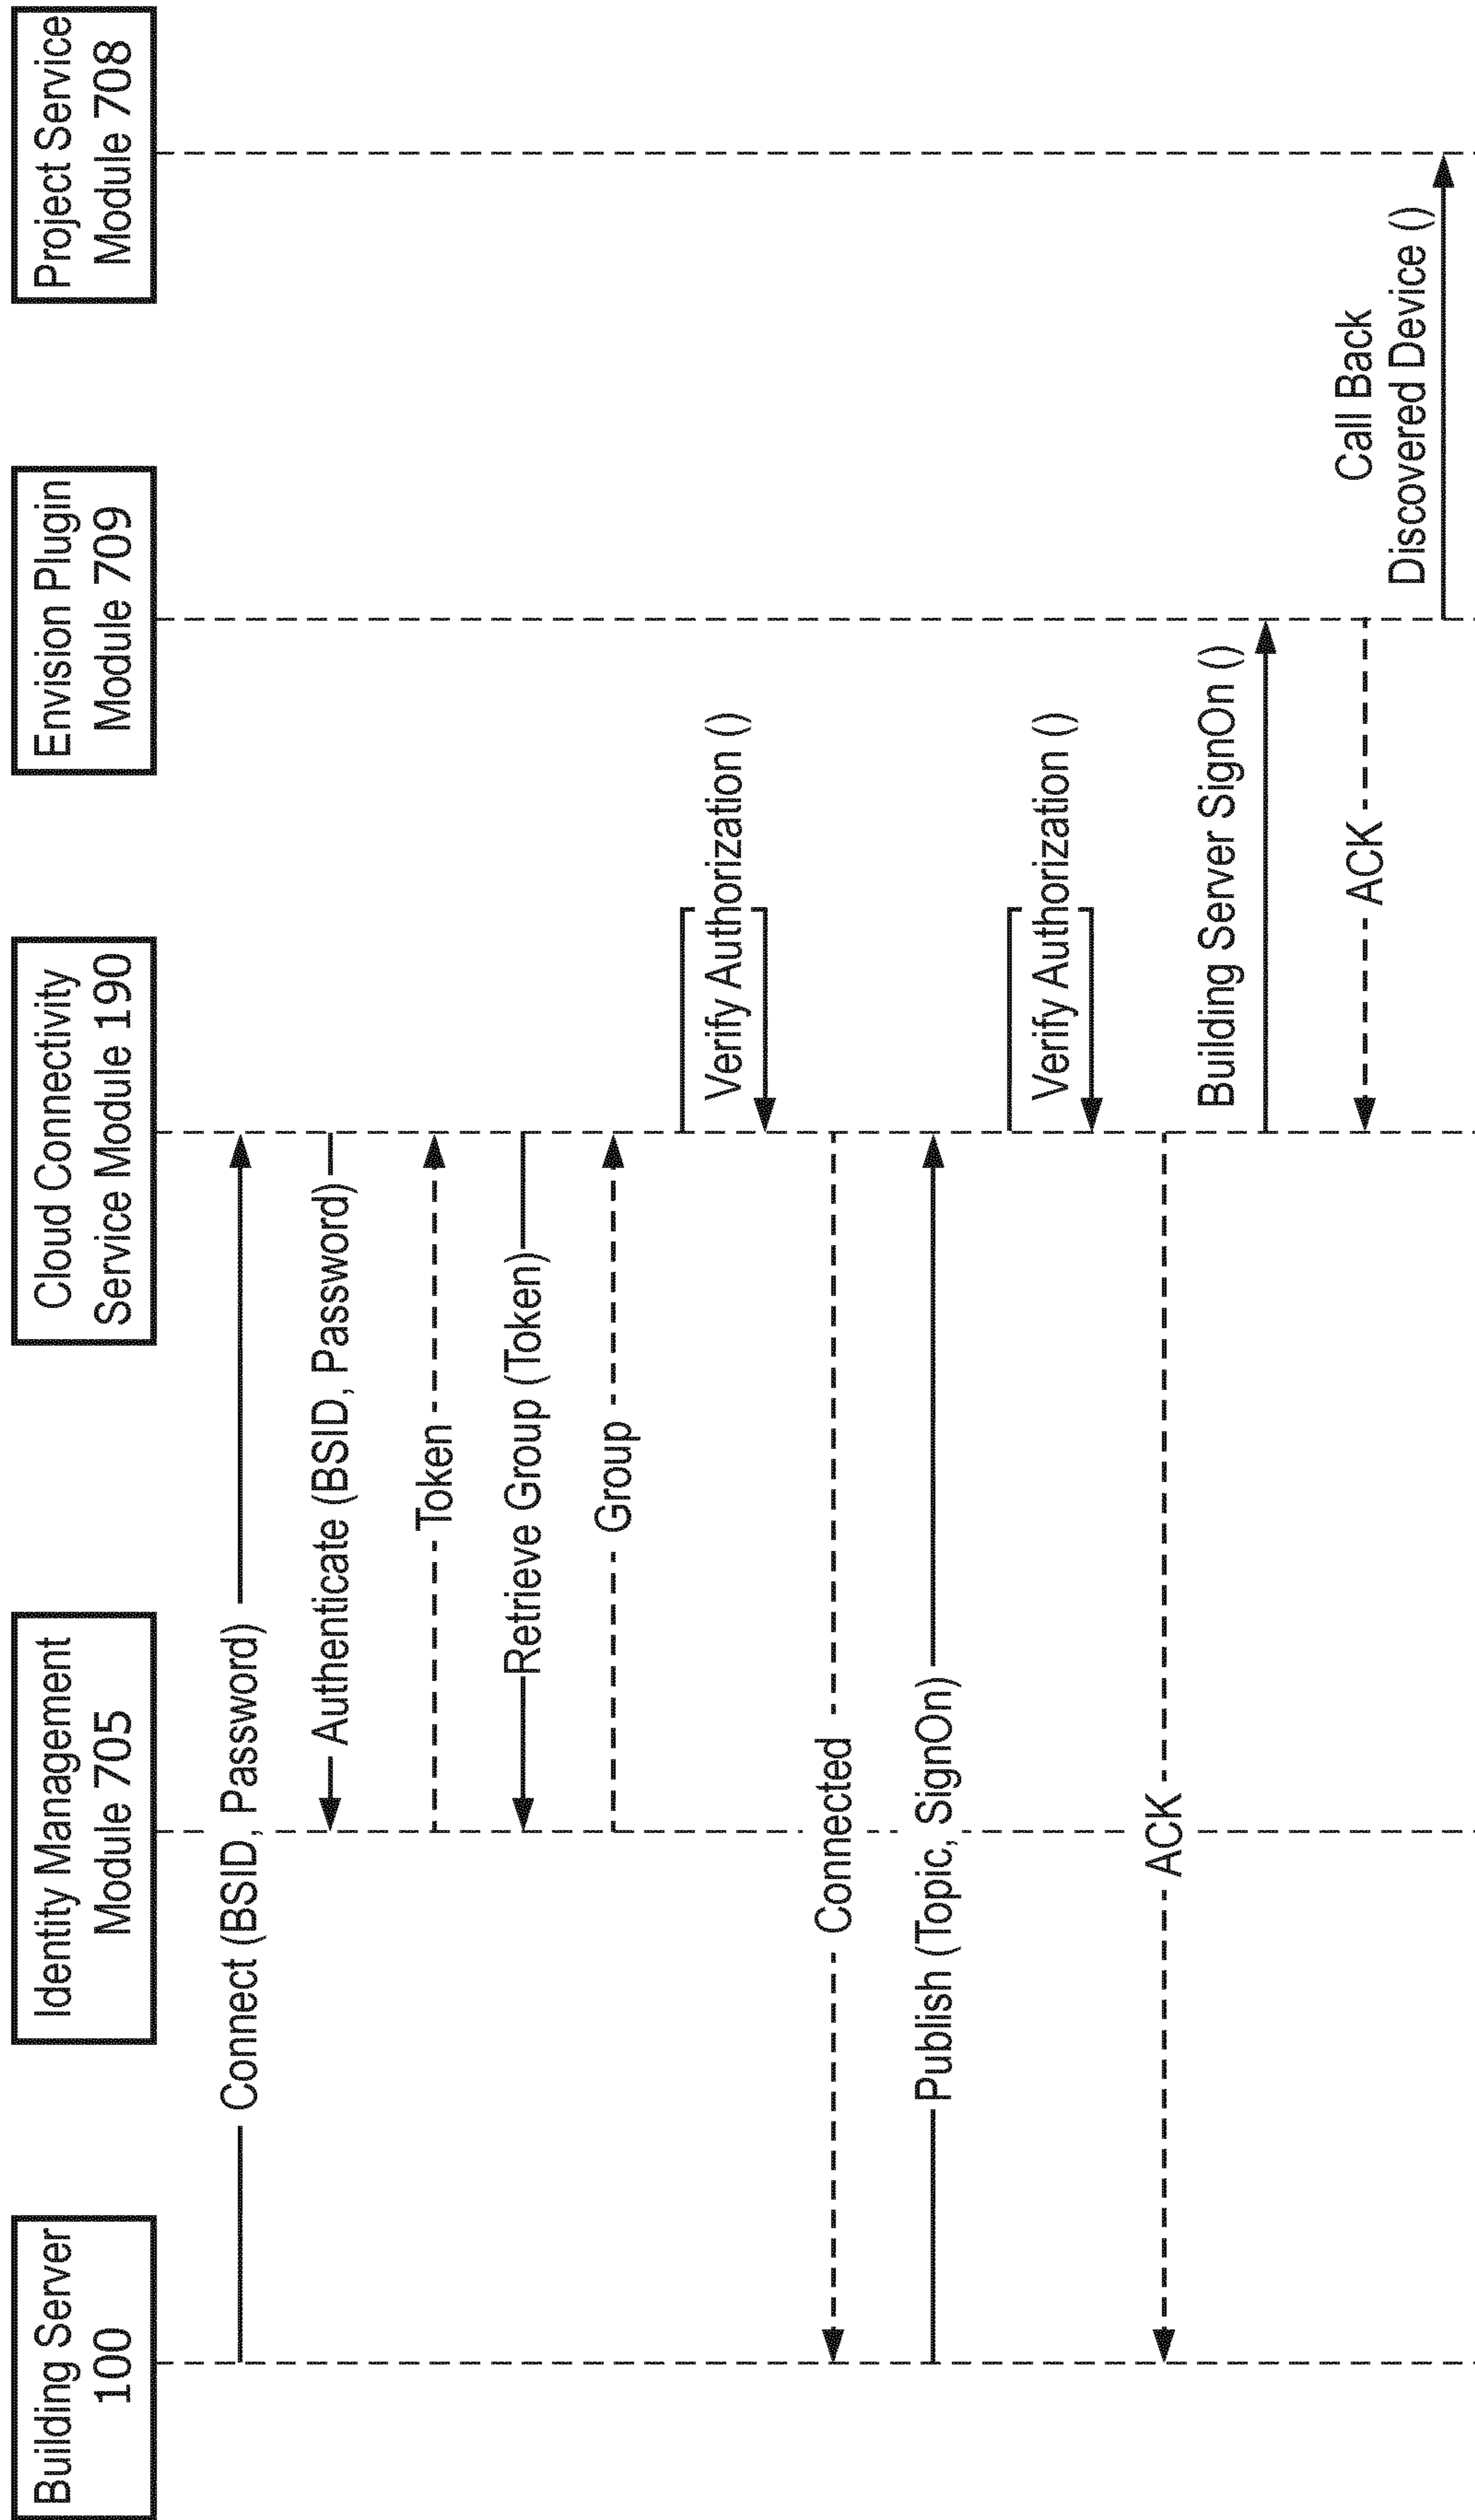 Building Server
100
Identity Management
Module 705
Cloud Connectivity
Service Module 190
Envision Plugin
Module 709
Project Service
Module 708
Connect (BSID, Password)
Authenticate (BSID, Password)
Token
Retrieve Group (Token)
Group
Verify Authorization ()
Connected
Publish (Topic, SignOn)
Verify Authorization ()
ACK
Building Server SignOn ()
ACK
Call Back
Discovered Device ()